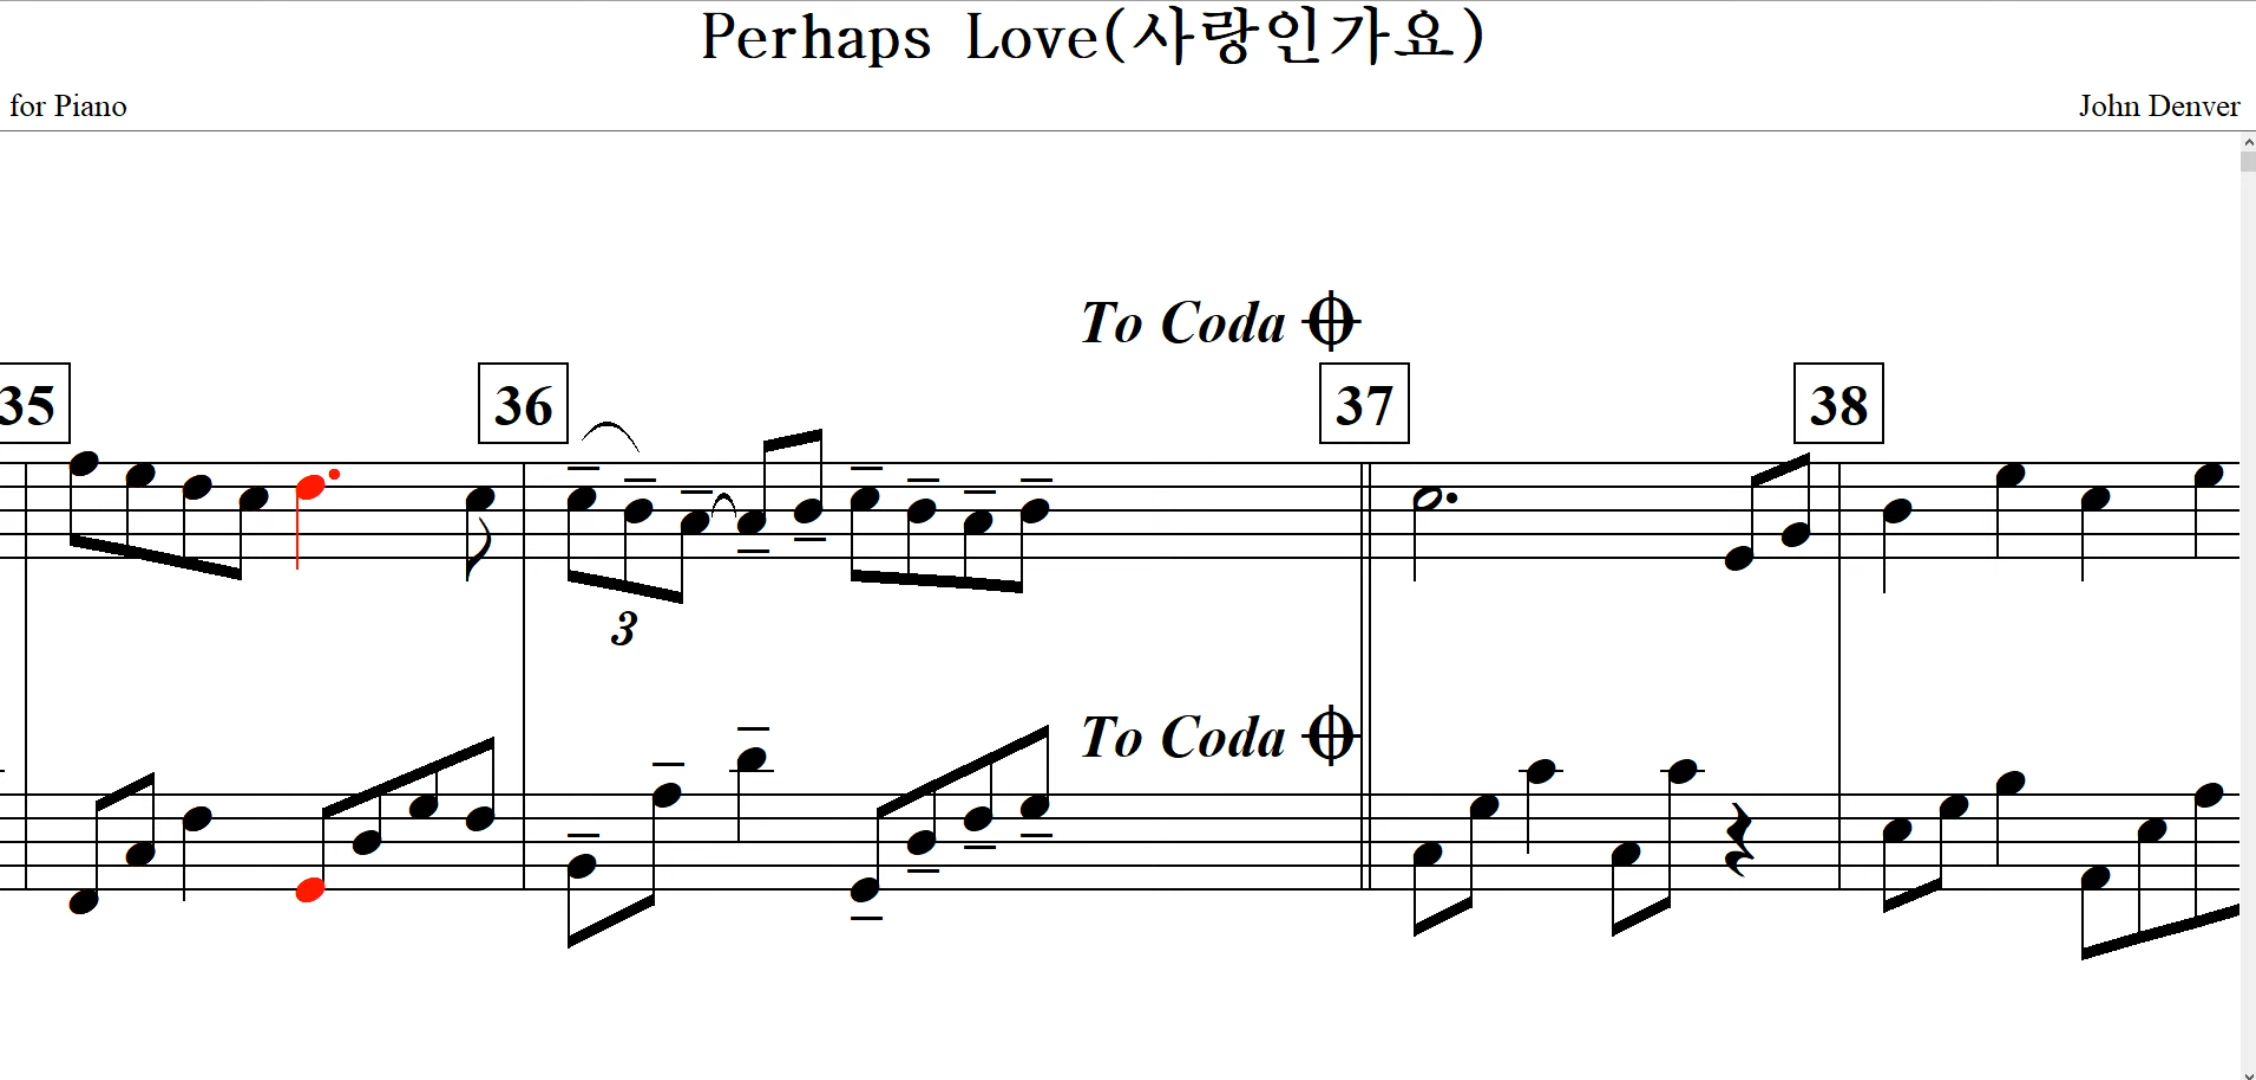 Perhaps Love(사랑인가요)
for Piano
John Denver
To Coda
35
36
37
38
3
To Coda